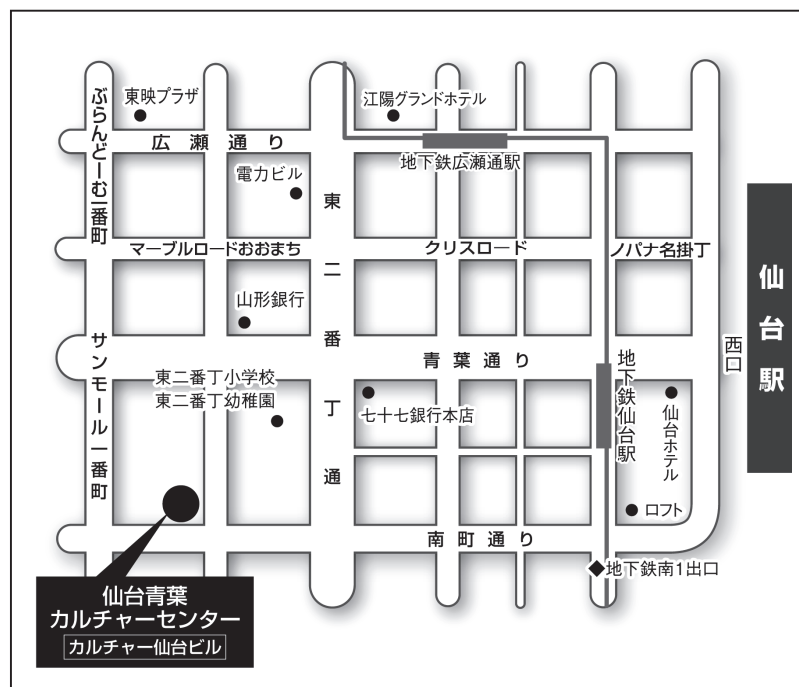 東映プラザ
江陽グランドホテル
広瀬通り
地下鉄広瀬通駅
ぶらんどーむ一番町
電力ビル
東二番丁通
マーブルロードおおまち
クリスロード
ノパナ名掛丁
仙台駅
山形銀行
西口
サンモール一番町
青葉通り
地下鉄仙台駅
東二番丁小学校
東二番丁幼稚園
七十七銀行本店
仙台ホテル
ロフト
南町通り
地下鉄南1出口
仙台青葉
カルチャーセンター
カルチャー仙台ビル